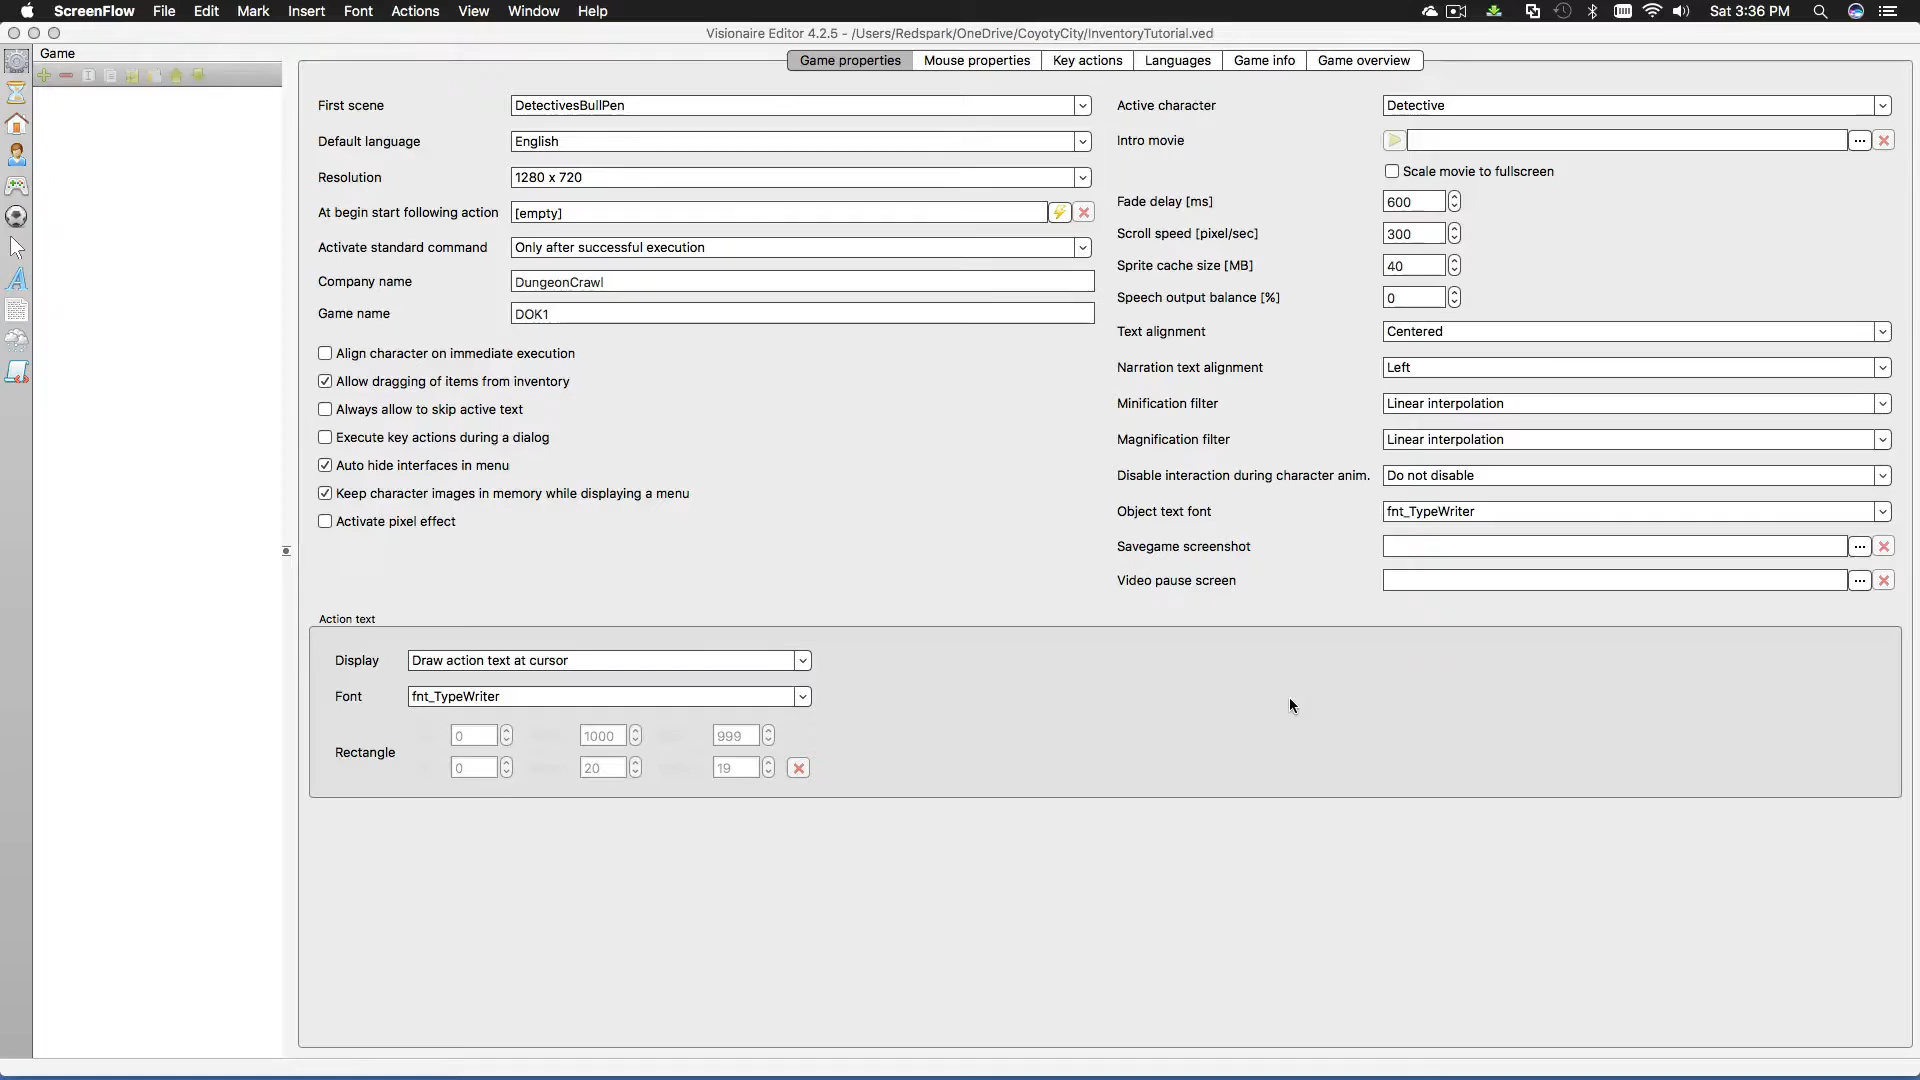 ScreenFlow File Edit Mark Insert Font Actions View Window Help Sat 3:36 PM
Visionaire Editor 4.2.5 - /Users/Redspark/OneDrive/CoyotyCity/InventoryTutorial.ved
Game
Game properties Mouse properties Key actions Languages Game info Game overview
First scene DetectivesBullPen
Default language English
Resolution 1280 x 720
At begin start following action [empty]
Activate standard command Only after successful execution
Company name DungeonCrawl
Game name DOK1
Align character on immediate execution
Allow dragging of items from inventory
Always allow to skip active text
Execute key actions during a dialog
Auto hide interfaces in menu
Keep character images in memory while displaying a menu
Activate pixel effect
Active character Detective
Intro movie
Scale movie to fullscreen
Fade delay [ms] 600
Scroll speed [pixel/sec] 300
Sprite cache size [MB] 40
Speech output balance [%] 0
Text alignment Centered
Narration text alignment Left
Minification filter Linear interpolation
Magnification filter Linear interpolation
Disable interaction during character anim. Do not disable
Object text font fnt_TypeWriter
Savegame screenshot
Video pause screen
Action text
Display Draw action text at cursor
Font fnt_TypeWriter
Rectangle
0 1000 999
0 20 19